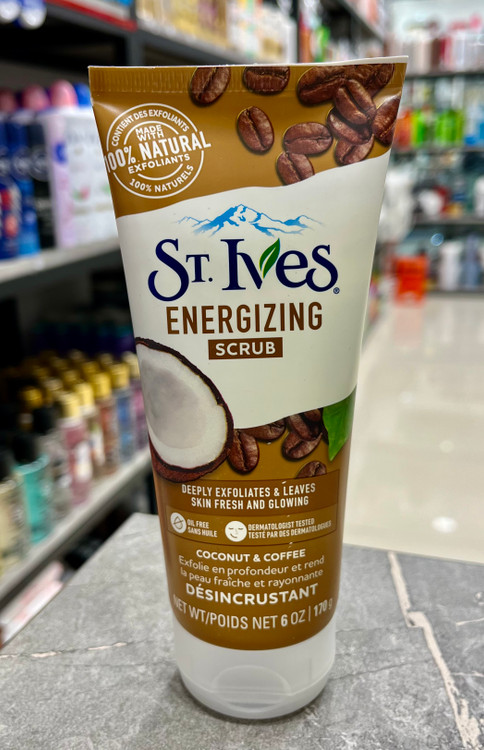 CONTIENT DES EXFOLIANTS
MADE
WITH
100% NATURAL
EXFOLIANTS
100% NATURELS
ST. IVES®
ENERGIZING
SCRUB
DEEPLY EXFOLIATES & LEAVES
SKIN FRESH AND GLOWING
OIL FREE
SANS HUILE
DERMATOLOGIST TESTED
TESTÉ PAR DES DERMATOLOGUES
COCONUT & COFFEE
Exfolie en profondeur et rend
la peau fraîche et rayonnante
DÉSINCRUSTANT
NET WT/POIDS NET 6 OZ | 170 g